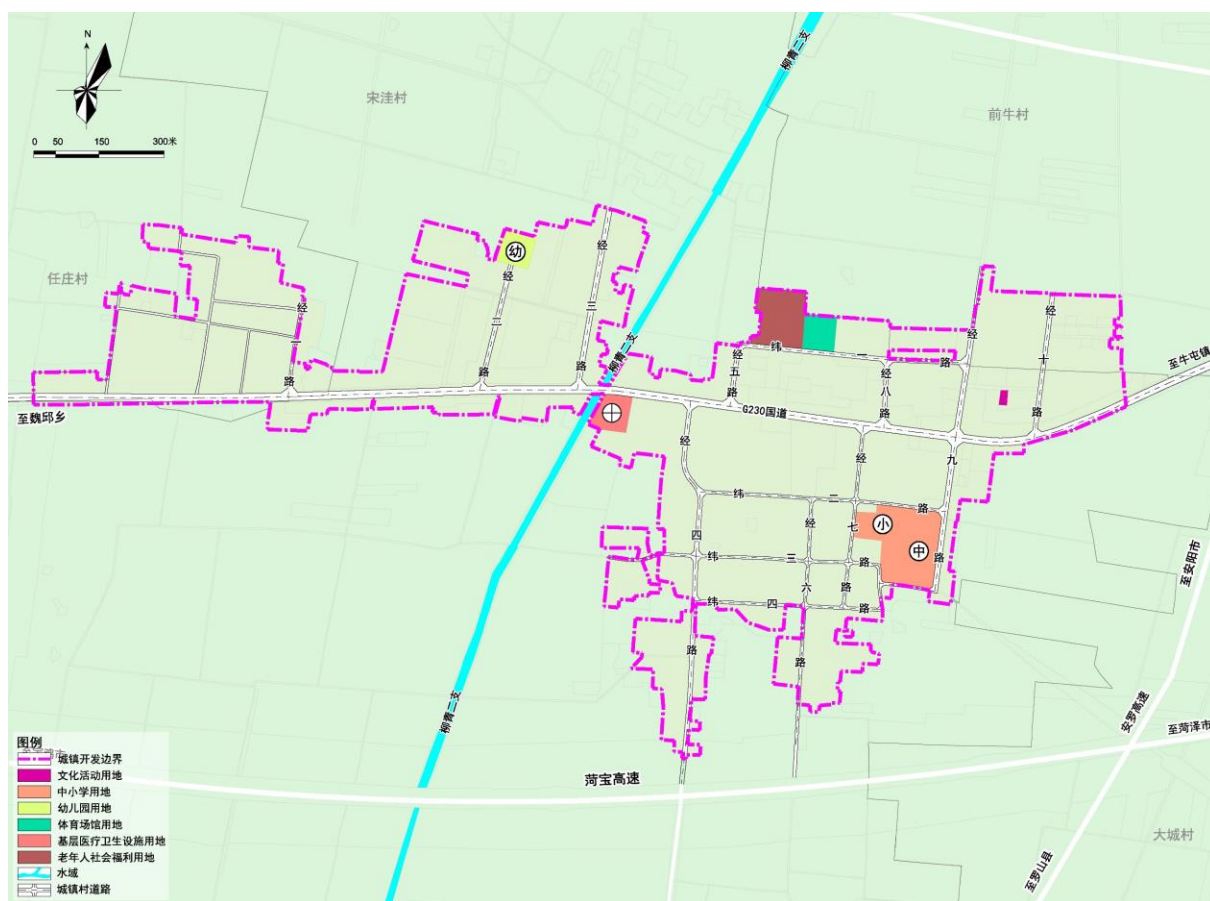 N
0 50 150 300米
宋洼村
前牛村
任庄村
柳青二支
幼
经二路
经三路
经一路
柳青二支
纬一路
经五路
经八路
经九路
经十路
至牛屯镇
至魏邱乡
G230国道
经四路
纬二路
经七路
经六路
小
中
纬三路
纬四路
至安阳市
柳青二支
安罗高速
至菏泽市
菏宝高速
大城村
至罗山县
图例
城镇开发边界
文化活动用地
中小学用地
幼儿园用地
体育场馆用地
基层医疗卫生设施用地
老年人社会福利用地
水域
城镇村道路